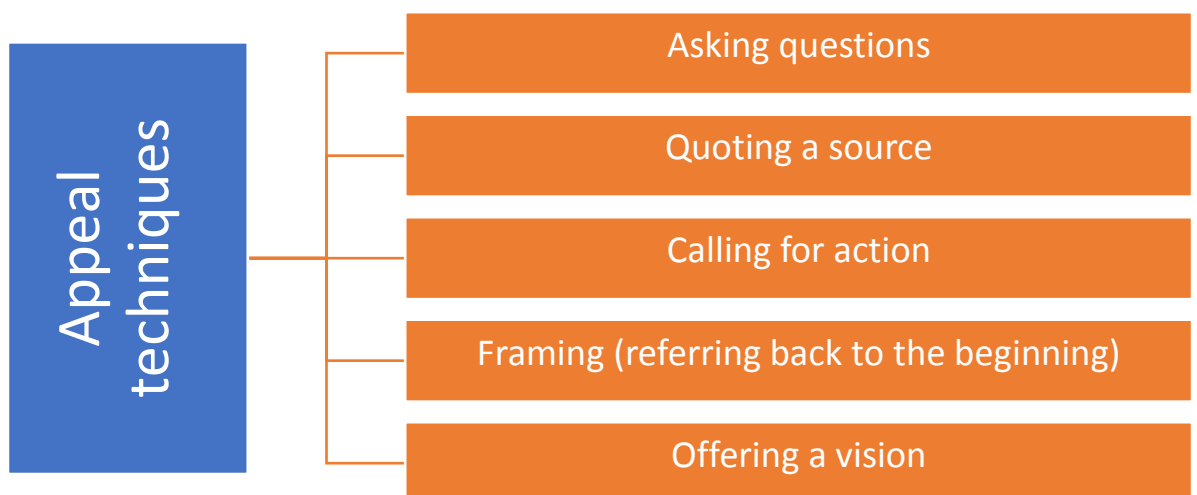 Appeal
techniques
Asking questions
Quoting a source
Calling for action
Framing (referring back to the beginning)
Offering a vision